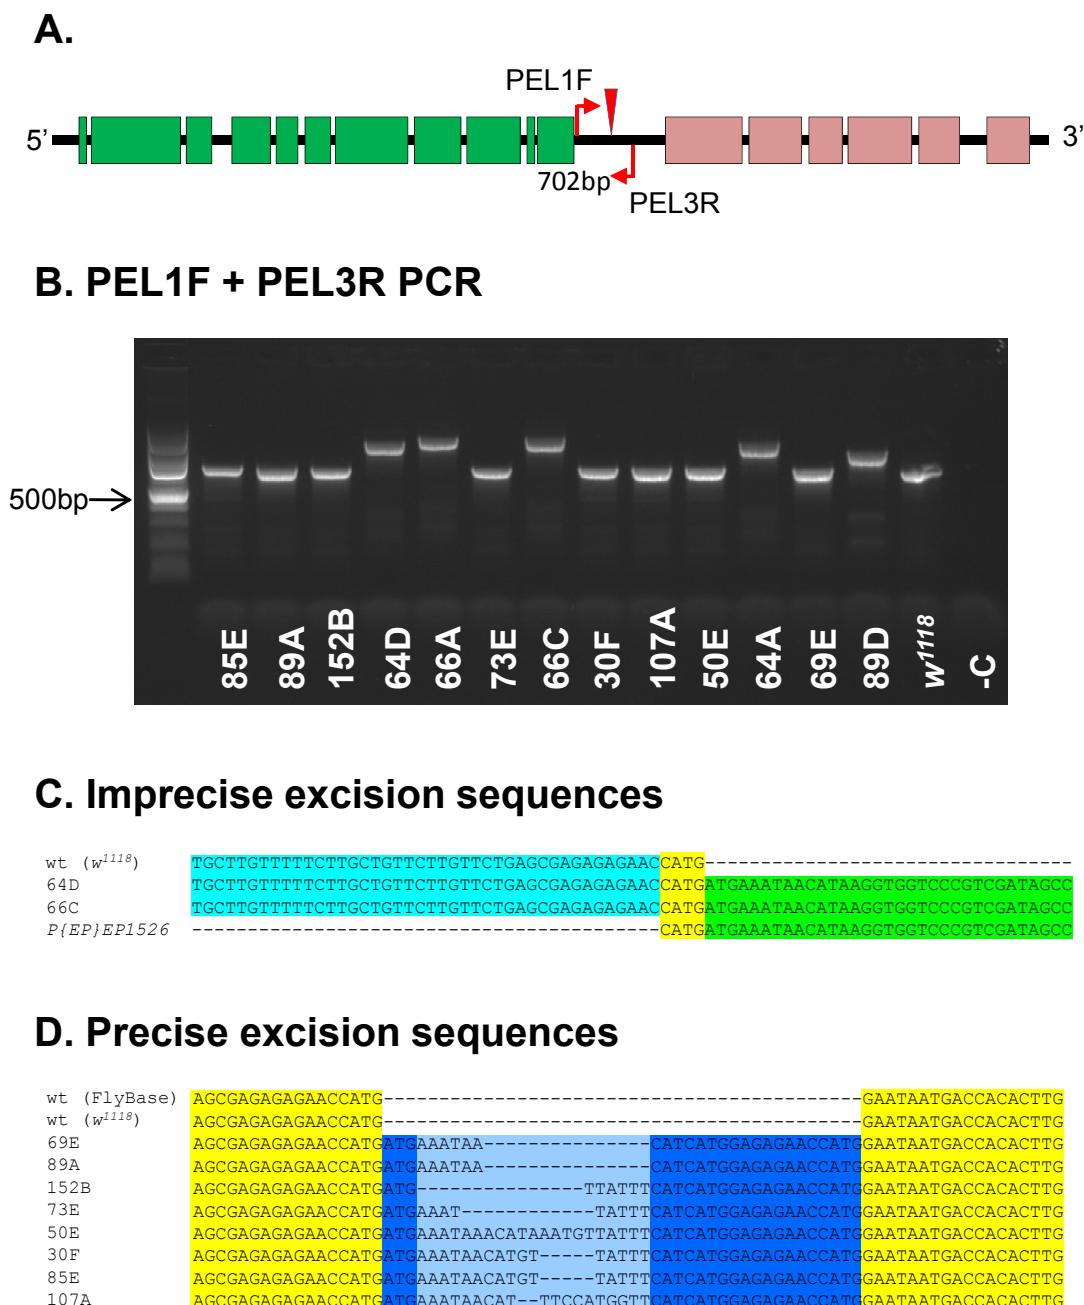 A.
PEL1F
5’
3’
702bp
PEL3R
B. PEL1F + PEL3R PCR
500bp
85E
89A
152B
64D
66A
73E
66C
30F
107A
50E
64A
69E
89D
w1118
-C
C. Imprecise excision sequences
wt (w1118) TGCTTGTTTTTCTTGCTGTTCTTGTTCTGAGCGAGAGAGAACCATG---------------------------------
64D TGCTTGTTTTTCTTGCTGTTCTTGTTCTGAGCGAGAGAGAACCATGATGAAATAACATAAGGTGGTCCCGTCGATAGCC
66C TGCTTGTTTTTCTTGCTGTTCTTGTTCTGAGCGAGAGAGAACCATGATGAAATAACATAAGGTGGTCCCGTCGATAGCC
P{EP}EP1526 ------------------------------------------CATGATGAAATAACATAAGGTGGTCCCGTCGATAGCC
D. Precise excision sequences
wt (FlyBase) AGCGAGAGAGAACCATG-------------------------------------------GAATAATGACCACACTTG
wt (w1118) AGCGAGAGAGAACCATG-------------------------------------------GAATAATGACCACACTTG
69E AGCGAGAGAGAACCATGATGAAATAA---------------CATCATGGAGAGAACCATGGAATAATGACCACACTTG
89A AGCGAGAGAGAACCATGATGAAATAA---------------CATCATGGAGAGAACCATGGAATAATGACCACACTTG
152B AGCGAGAGAGAACCATGATG---------------TTATTTCATCATGGAGAGAACCATGGAATAATGACCACACTTG
73E AGCGAGAGAGAACCATGATGAAAT------------TATTTCATCATGGAGAGAACCATGGAATAATGACCACACTTG
50E AGCGAGAGAGAACCATGATGAAATAAACATAAATGTTATTTCATCATGGAGAGAACCATGGAATAATGACCACACTTG
30F AGCGAGAGAGAACCATGATGAAATAACATGT-----TATTTCATCATGGAGAGAACCATGGAATAATGACCACACTTG
85E AGCGAGAGAGAACCATGATGAAATAACATGT-----TATTTCATCATGGAGAGAACCATGGAATAATGACCACACTTG
107A AGCGAGAGAGAACCATGATGAAATAACAT--TTCCATGGTTCATCATGGAGAGAACCATGGAATAATGACCACACTTG